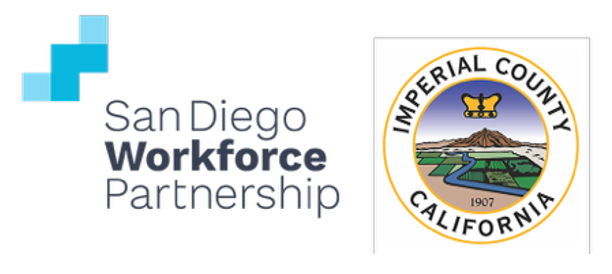 San Diego
Workforce
Partnership
IMPERIAL COUNTY
1907
CALIFORNIA